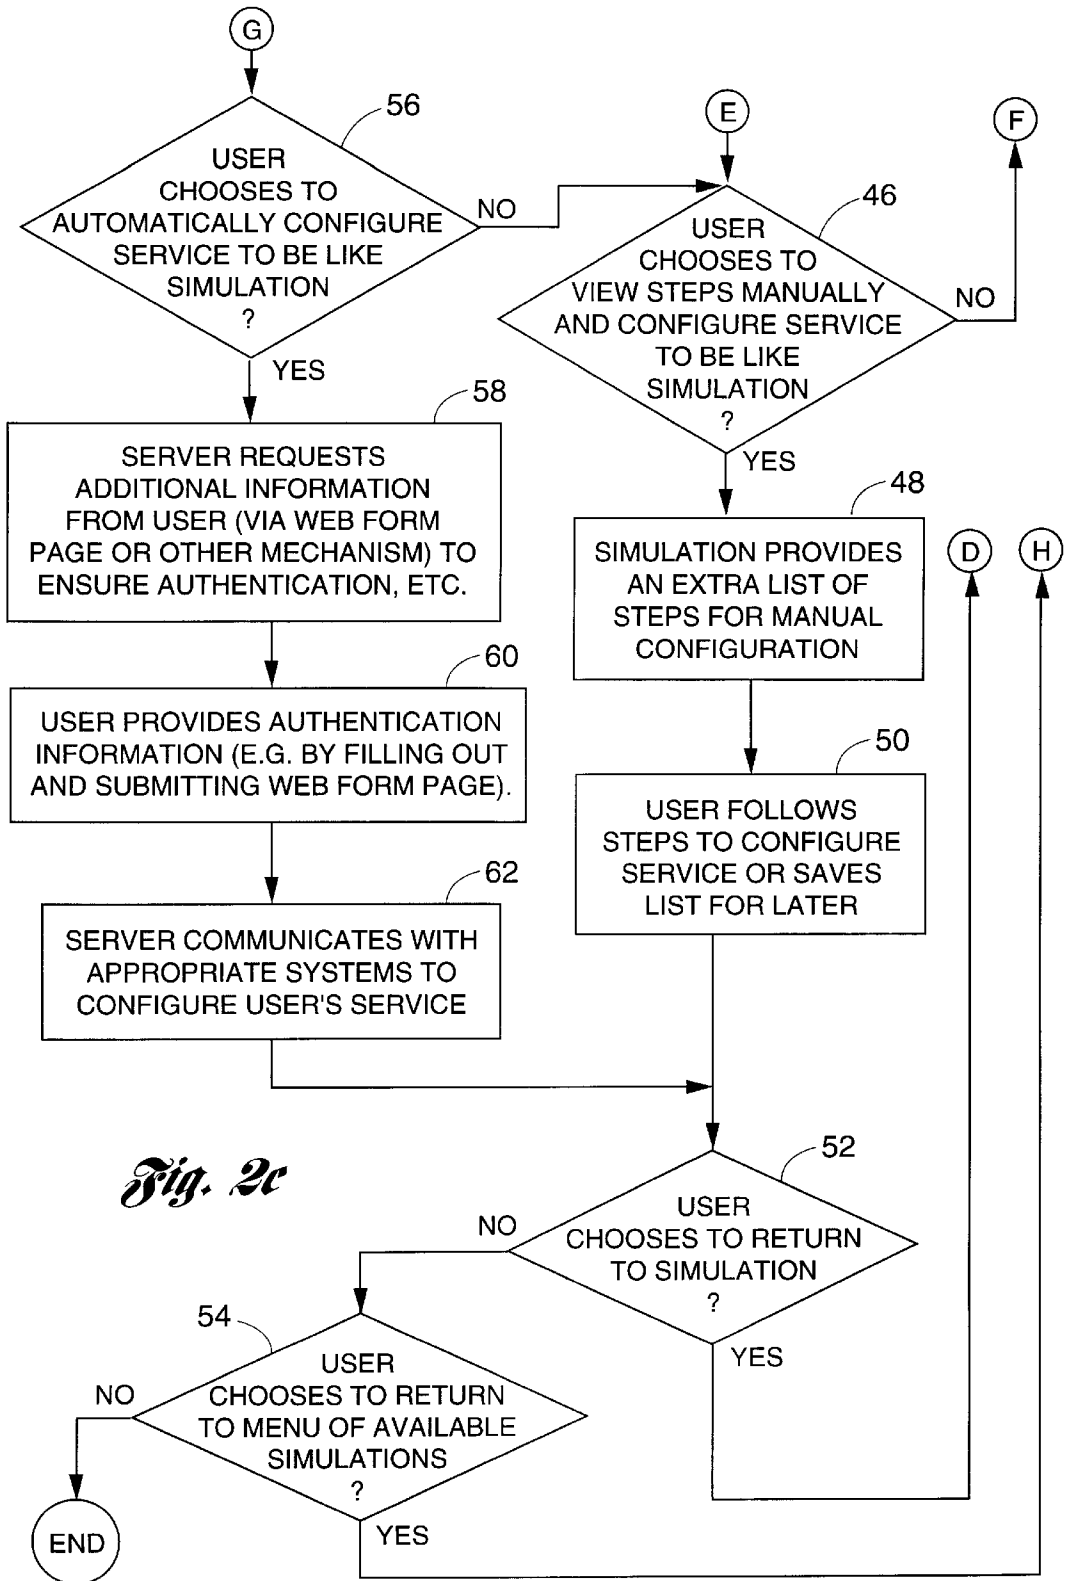 G
56
USER
CHOOSES TO
AUTOMATICALLY CONFIGURE
SERVICE TO BE LIKE
SIMULATION
?
NO
YES
E
F
46
USER
CHOOSES TO
VIEW STEPS MANUALLY
AND CONFIGURE SERVICE
TO BE LIKE
SIMULATION
?
NO
YES
58
SERVER REQUESTS
ADDITIONAL INFORMATION
FROM USER (VIA WEB FORM
PAGE OR OTHER MECHANISM) TO
ENSURE AUTHENTICATION, ETC.
48
SIMULATION PROVIDES
AN EXTRA LIST OF
STEPS FOR MANUAL
CONFIGURATION
D
H
60
USER PROVIDES AUTHENTICATION
INFORMATION (E.G. BY FILLING OUT
AND SUBMITTING WEB FORM PAGE).
50
USER FOLLOWS
STEPS TO CONFIGURE
SERVICE OR SAVES
LIST FOR LATER
62
SERVER COMMUNICATES WITH
APPROPRIATE SYSTEMS TO
CONFIGURE USER'S SERVICE
Fig. 2c
52
USER
CHOOSES TO RETURN
TO SIMULATION
?
NO
YES
54
USER
CHOOSES TO RETURN
TO MENU OF AVAILABLE
SIMULATIONS
?
NO
YES
END